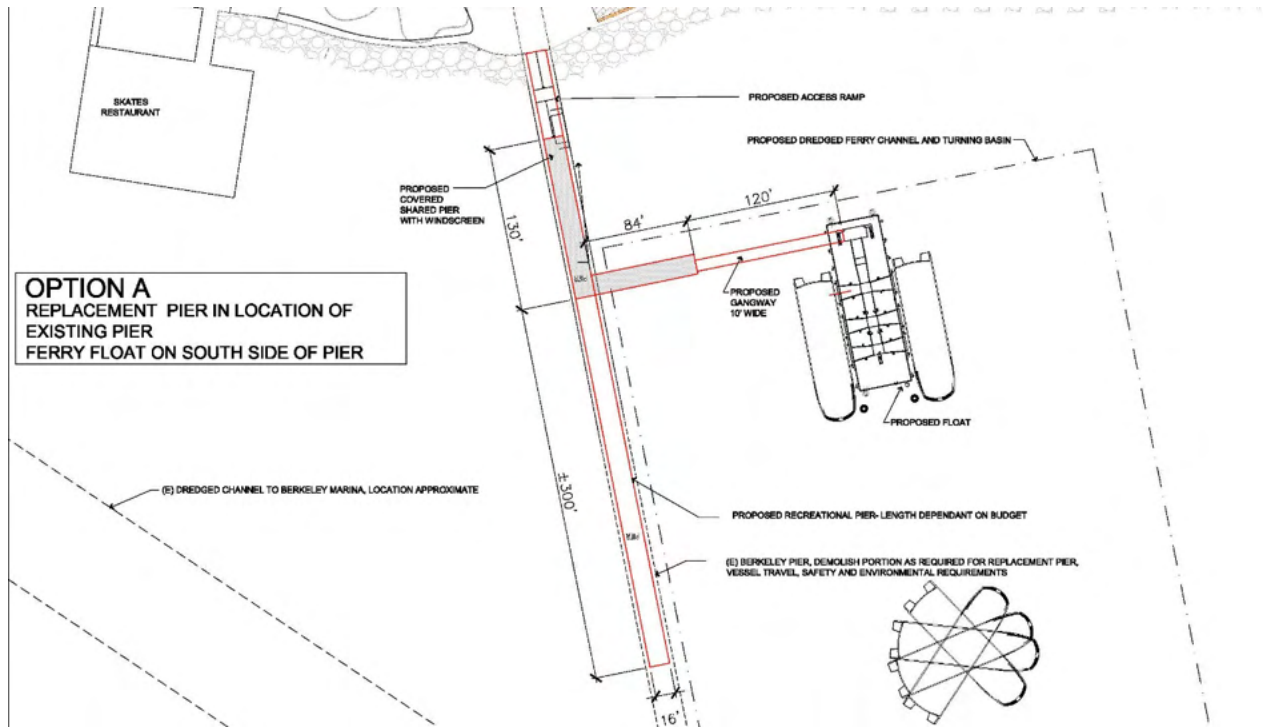 SKATES
RESTAURANT
PROPOSED ACCESS RAMP
PROPOSED DREDGED FERRY CHANNEL AND TURNING BASIN
PROPOSED
COVERED
SHARED PIER
WITH WINDSCREEN
130'
84'
120'
OPTION A
REPLACEMENT PIER IN LOCATION OF
EXISTING PIER
FERRY FLOAT ON SOUTH SIDE OF PIER
PROPOSED
GANGWAY
10' WIDE
PROPOSED FLOAT
±300'
(E) DREDGED CHANNEL TO BERKELEY MARINA, LOCATION APPROXIMATE
PROPOSED RECREATIONAL PIER- LENGTH DEPENDANT ON BUDGET
(E) BERKELEY PIER, DEMOLISH PORTION AS REQUIRED FOR REPLACEMENT PIER,
VESSEL TRAVEL, SAFETY AND ENVIRONMENTAL REQUIREMENTS
16'